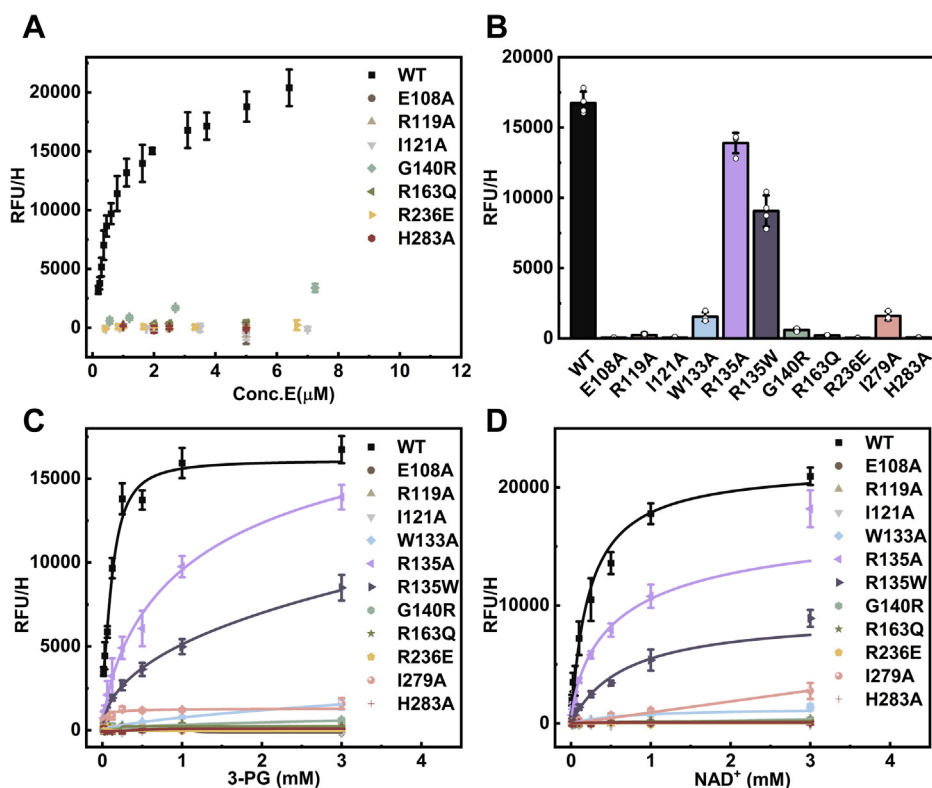 A
RFU/H
20000
15000
10000
5000
0
0
2
4
6
8
10
12
Conc.E(μM)
WT
E108A
R119A
I121A
G140R
R163Q
R236E
H283A
B
RFU/H
20000
15000
10000
5000
0
WT
E108A
R119A
I121A
W133A
R135A
R135W
G140R
R163Q
R236E
I279A
H283A
C
RFU/H
15000
10000
5000
0
0
1
2
3
4
3-PG (mM)
WT
E108A
R119A
I121A
W133A
R135A
R135W
G140R
R163Q
R236E
I279A
H283A
D
RFU/H
20000
10000
0
0
1
2
3
4
NAD⁺ (mM)
WT
E108A
R119A
I121A
W133A
R135A
R135W
G140R
R163Q
R236E
I279A
H283A